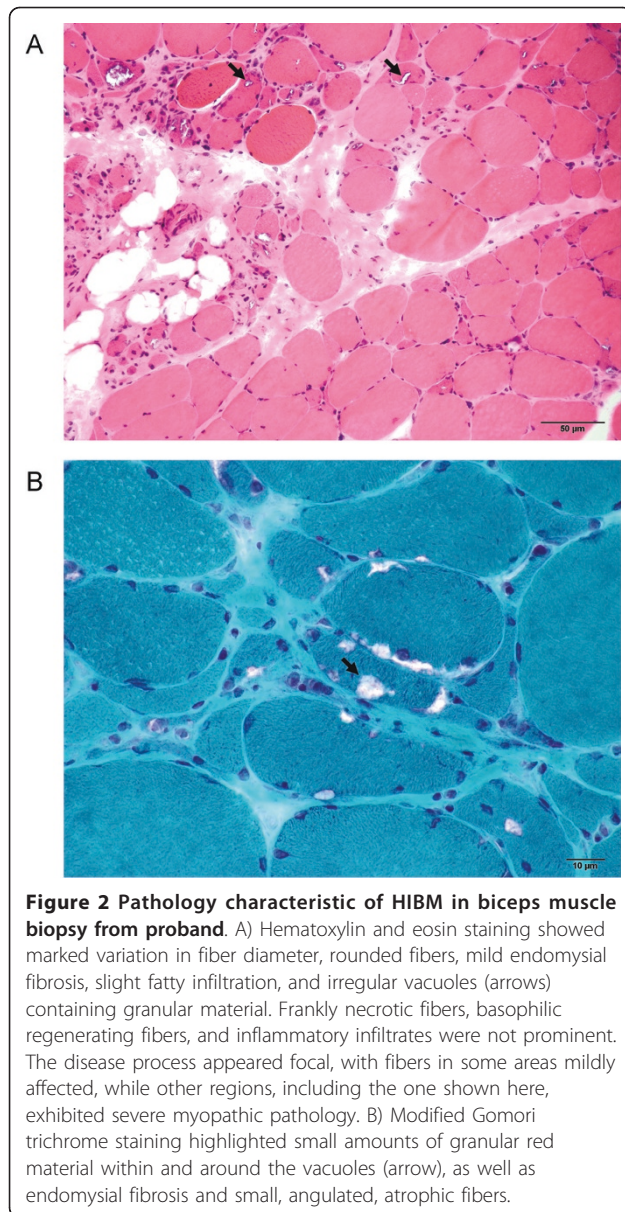 A
50 µm
B
10 µm
Figure 2 Pathology characteristic of HIBM in biceps muscle
biopsy from proband. A) Hematoxylin and eosin staining showed
marked variation in fiber diameter, rounded fibers, mild endomysial
fibrosis, slight fatty infiltration, and irregular vacuoles (arrows)
containing granular material. Frankly necrotic fibers, basophilic
regenerating fibers, and inflammatory infiltrates were not prominent.
The disease process appeared focal, with fibers in some areas mildly
affected, while other regions, including the one shown here,
exhibited severe myopathic pathology. B) Modified Gomori
trichrome staining highlighted small amounts of granular red
material within and around the vacuoles (arrow), as well as
endomysial fibrosis and small, angulated, atrophic fibers.